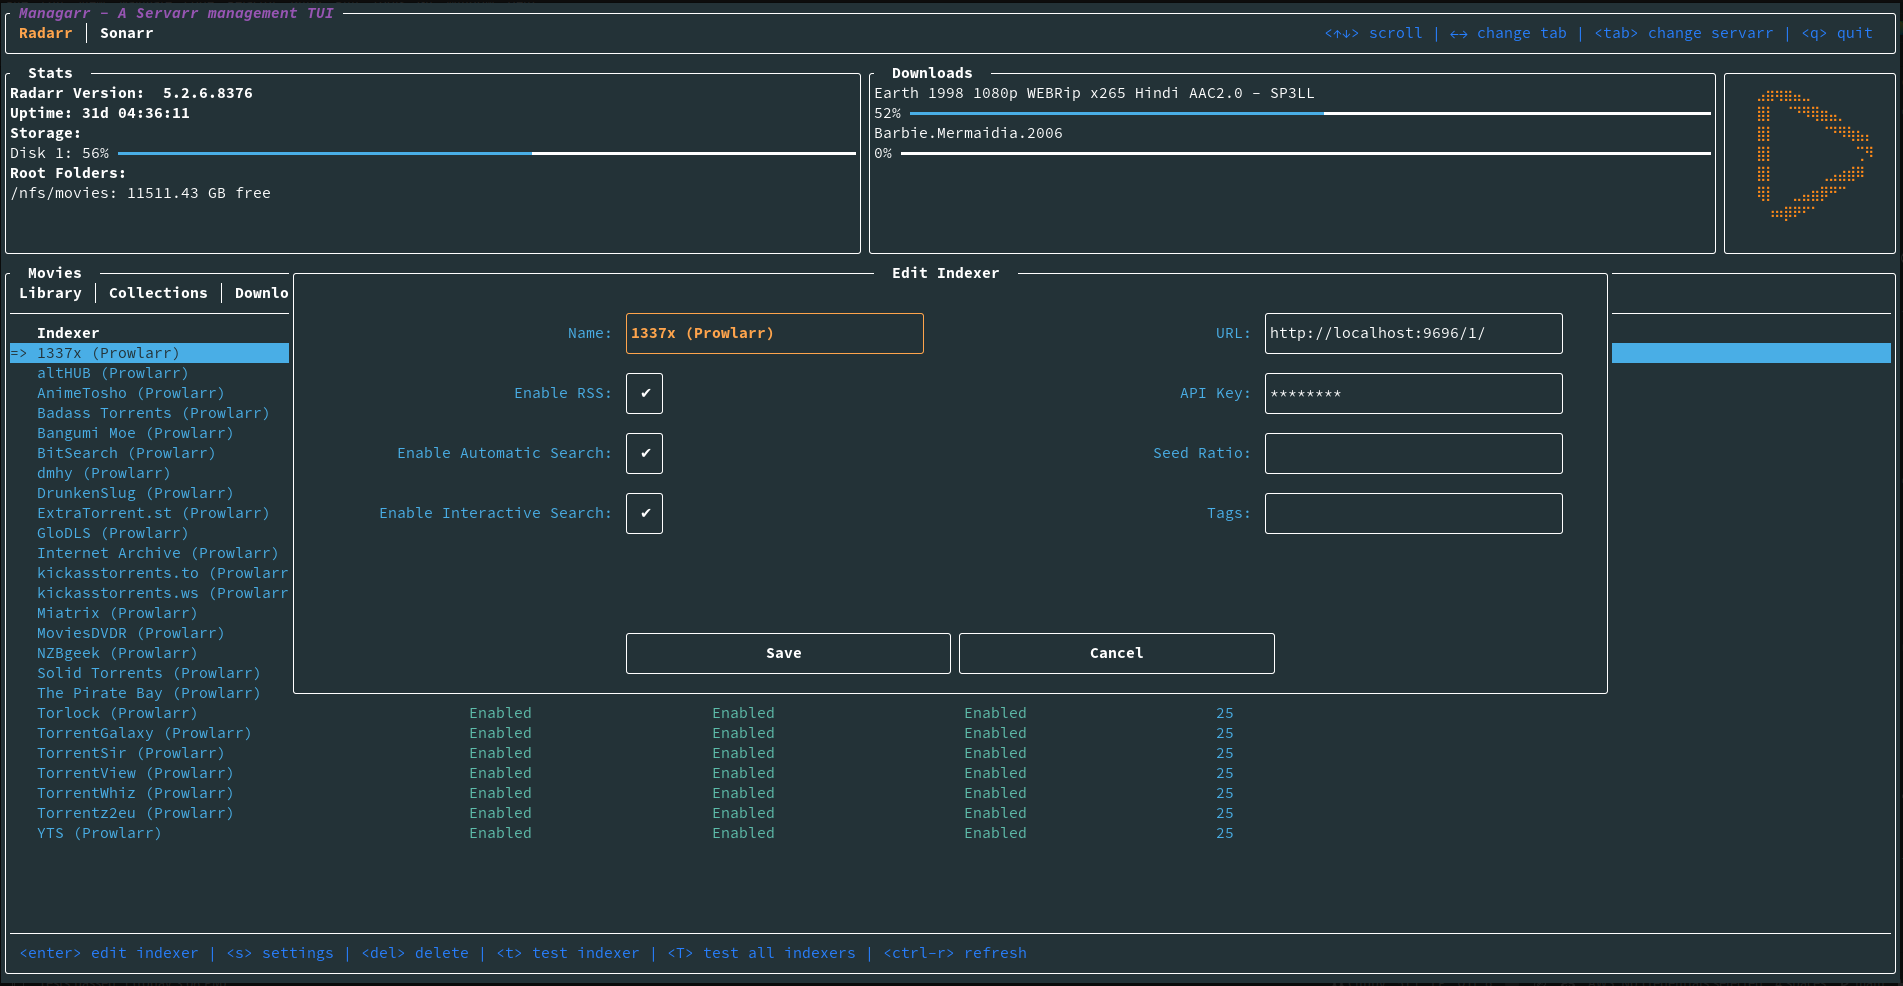 Managarr - A Servarr management TUI
Radarr │ Sonarr
<↑↓> scroll | ←→ change tab | <tab> change servarr | <q> quit
Stats
Radarr Version:  5.2.6.8376
Uptime: 31d 04:36:11
Storage:
Disk 1: 56%
Root Folders:
/nfs/movies: 11511.43 GB free
Downloads
Earth 1998 1080p WEBRip x265 Hindi AAC2.0 - SP3LL
52%
Barbie.Mermaidia.2006
0%
Movies
Library │ Collections │ Downlo
Indexer
=> 1337x (Prowlarr)
altHUB (Prowlarr)
AnimeTosho (Prowlarr)
Badass Torrents (Prowlarr)
Bangumi Moe (Prowlarr)
BitSearch (Prowlarr)
dmhy (Prowlarr)
DrunkenSlug (Prowlarr)
ExtraTorrent.st (Prowlarr)
GloDLS (Prowlarr)
Internet Archive (Prowlarr)
kickasstorrents.to (Prowlarr
kickasstorrents.ws (Prowlarr
Miatrix (Prowlarr)
MoviesDVDR (Prowlarr)
NZBgeek (Prowlarr)
Solid Torrents (Prowlarr)
The Pirate Bay (Prowlarr)
Torlock (Prowlarr) Enabled Enabled Enabled 25
TorrentGalaxy (Prowlarr) Enabled Enabled Enabled 25
TorrentSir (Prowlarr) Enabled Enabled Enabled 25
TorrentView (Prowlarr) Enabled Enabled Enabled 25
TorrentWhiz (Prowlarr) Enabled Enabled Enabled 25
Torrentz2eu (Prowlarr) Enabled Enabled Enabled 25
YTS (Prowlarr) Enabled Enabled Enabled 25
Edit Indexer
Name: 1337x (Prowlarr)
Enable RSS: ✔
Enable Automatic Search: ✔
Enable Interactive Search: ✔
URL: http://localhost:9696/1/
API Key: ********
Seed Ratio:
Tags:
Save
Cancel
<enter> edit indexer | <s> settings | <del> delete | <t> test indexer | <T> test all indexers | <ctrl-r> refresh